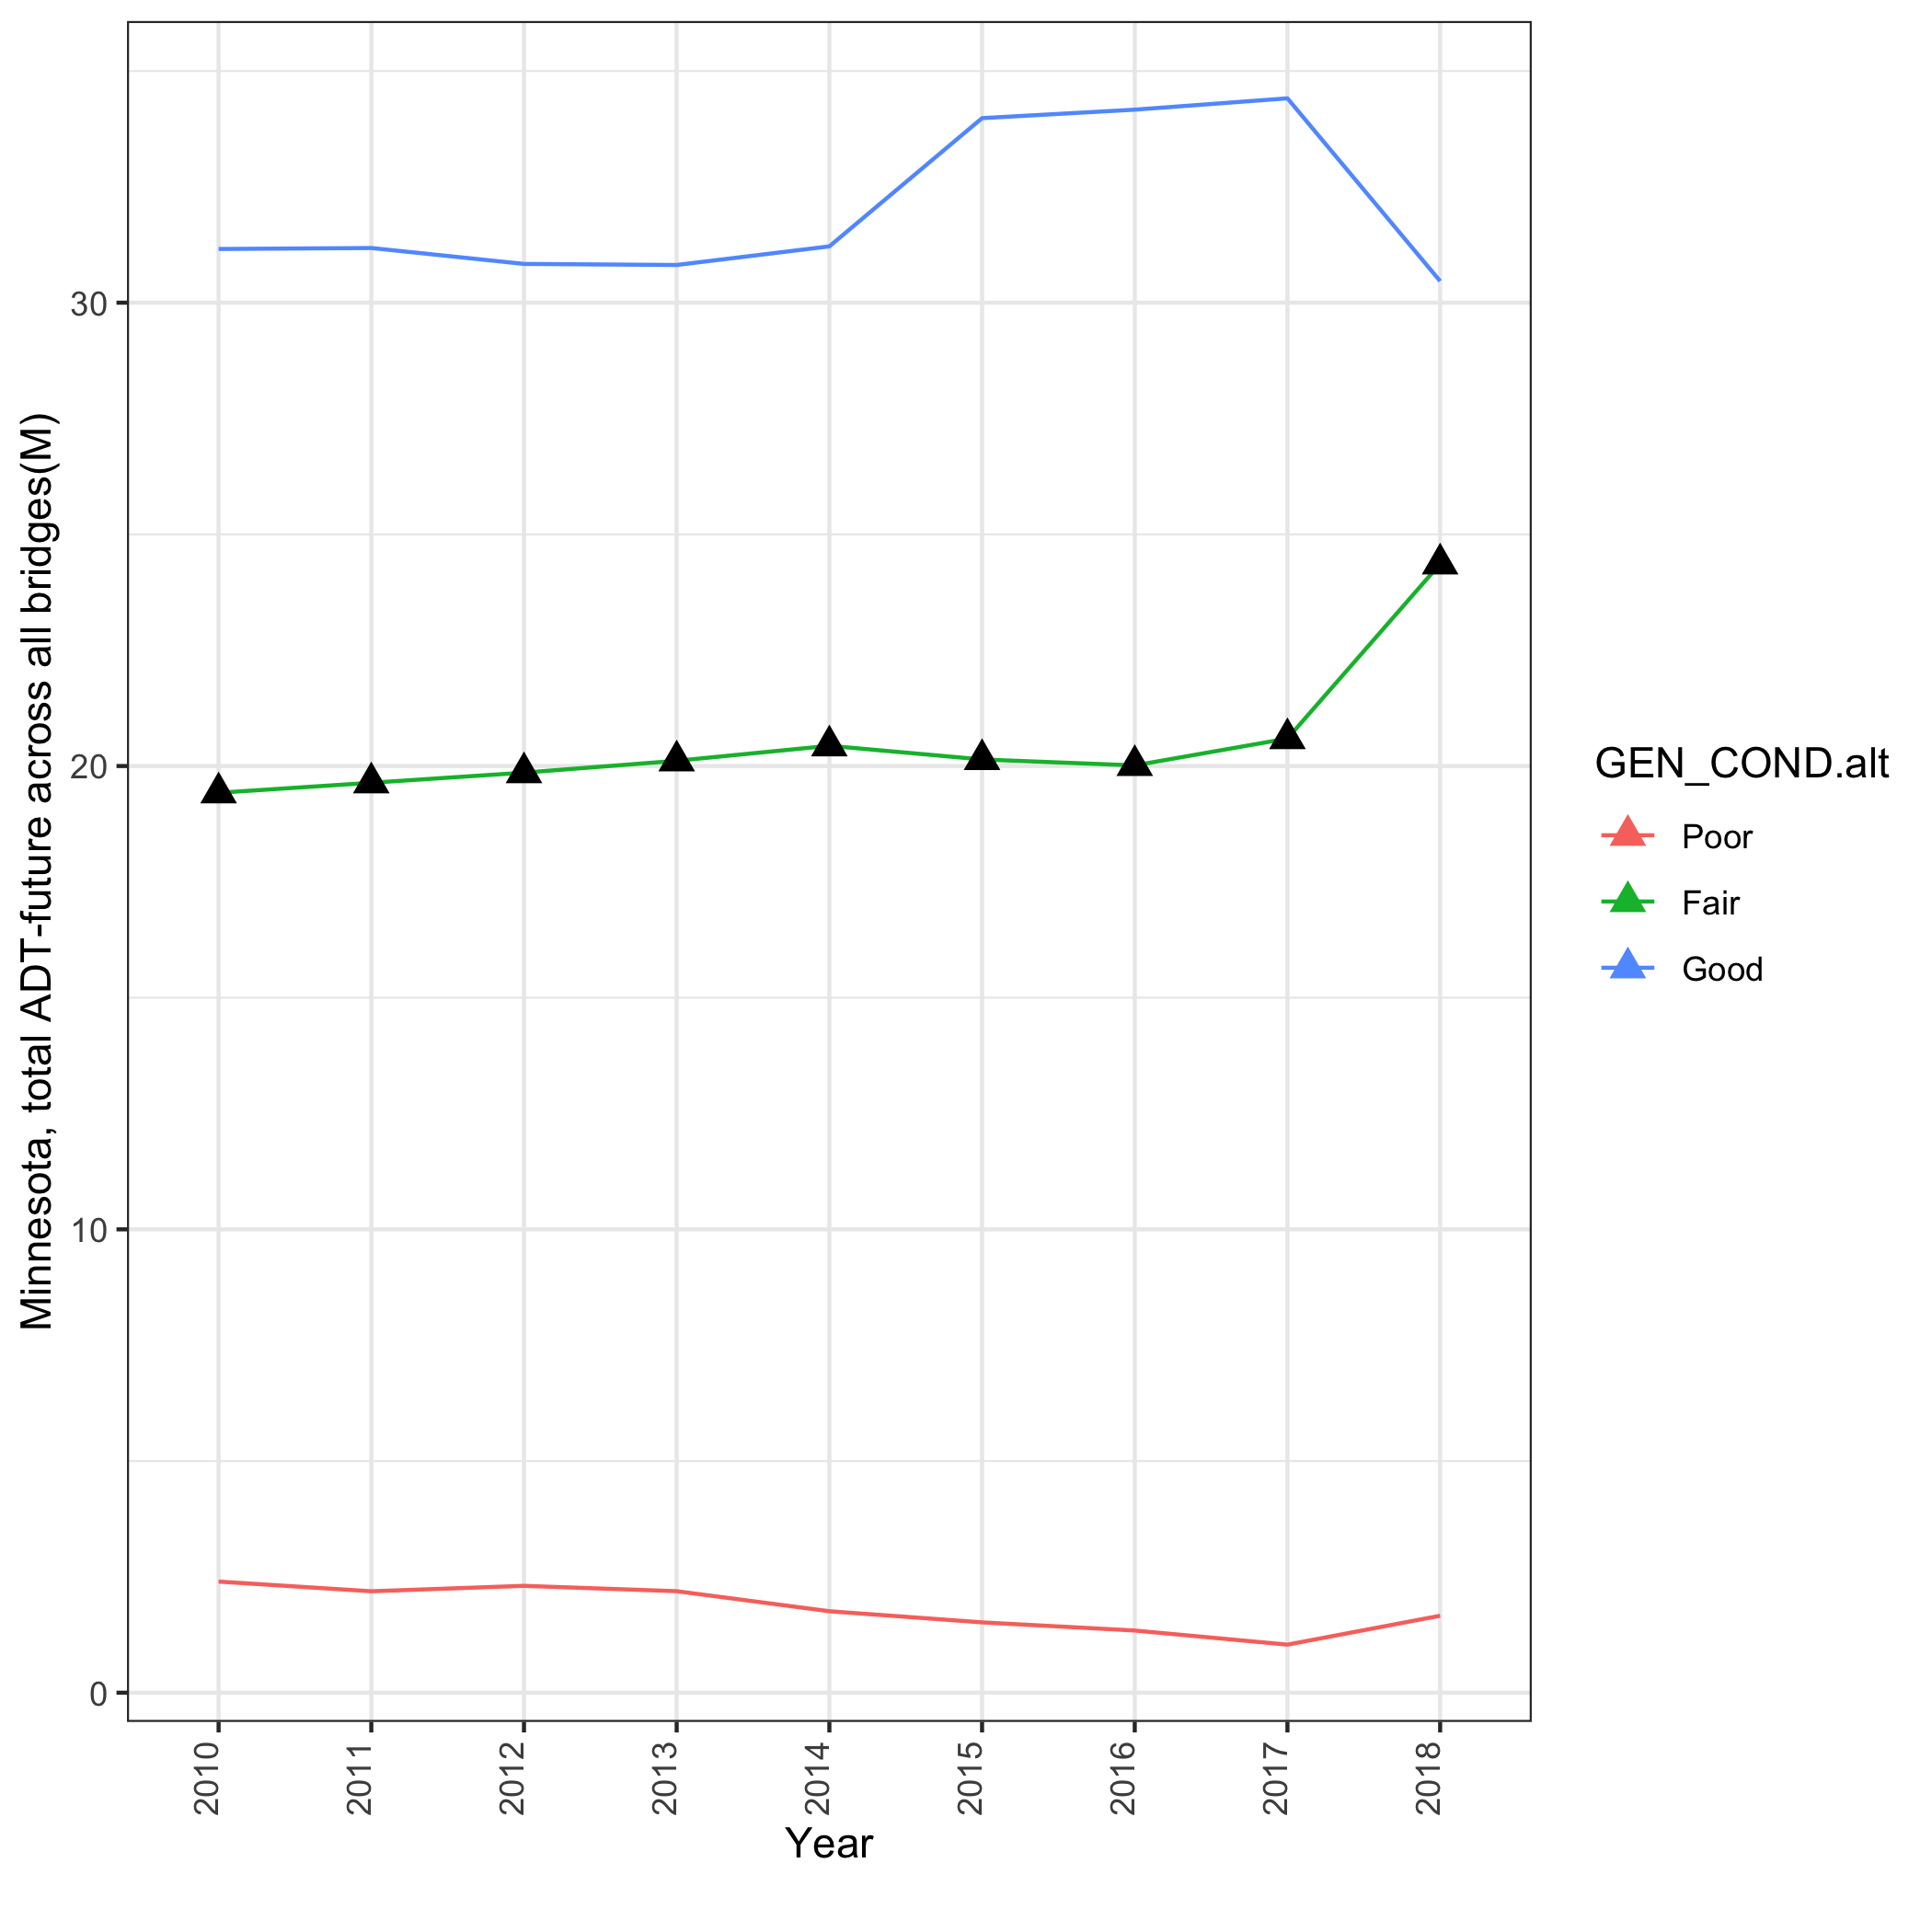 Minnesota, total ADT-future across all bridges(M)
30
20
10
0
2010
2011
2012
2013
2014
2015
2016
2017
2018
Year
GEN_COND.alt
Poor
Fair
Good